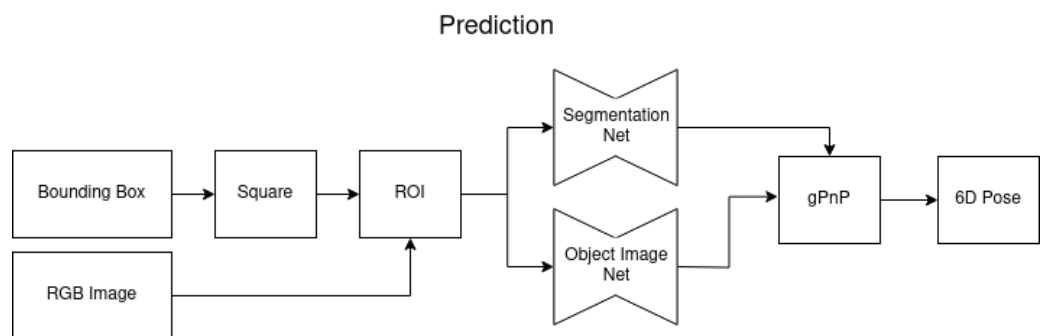 Prediction
Segmentation
Net
Bounding Box
Square
ROI
gPnP
6D Pose
Object Image
Net
RGB Image